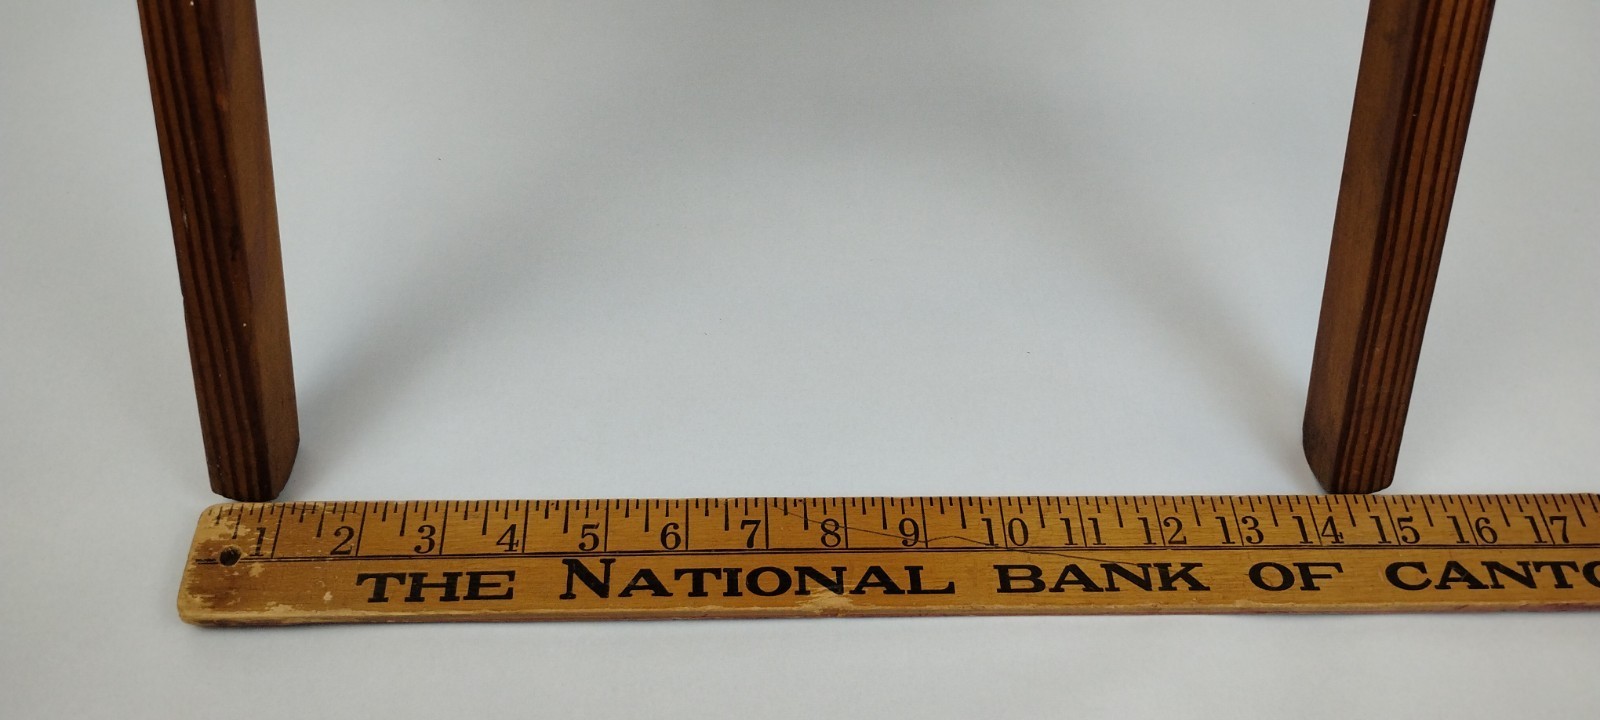 1 2 3 4 5 6 7 8 9 10 11 12 13 14 15 16 17
THE NATIONAL BANK OF CANTO